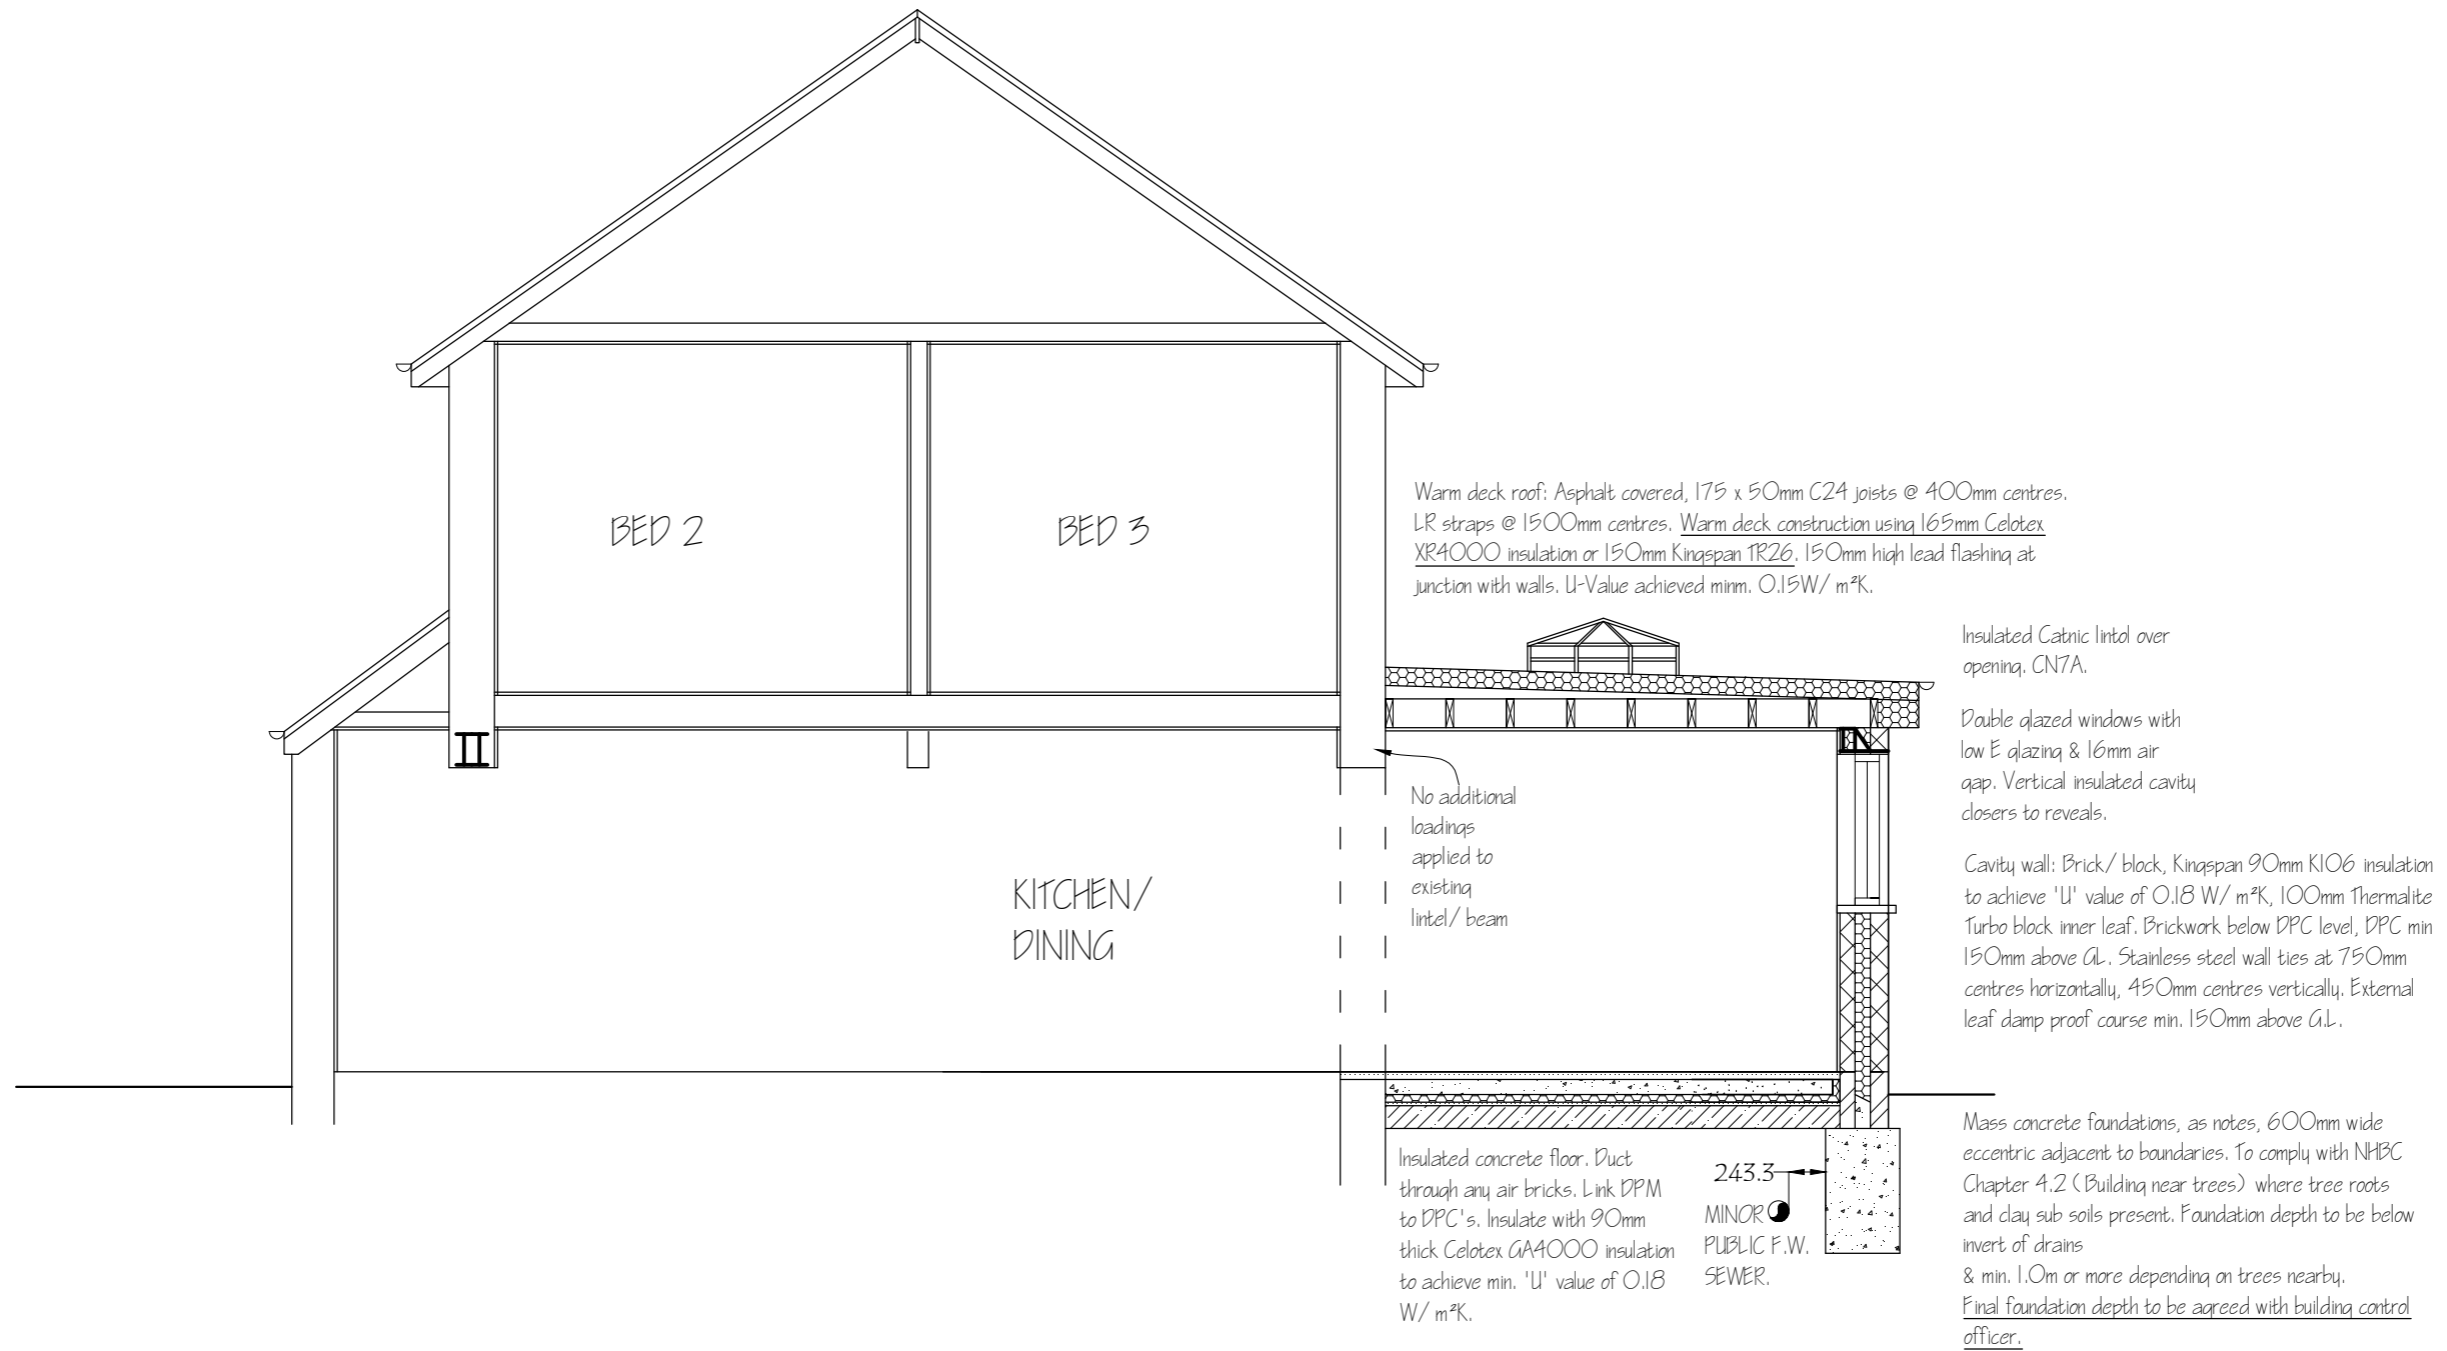 BED 2
BED 3
Warm deck roof: Asphalt covered, 175 x 50mm C24 joists @ 400mm centres.
LR straps @ 1500mm centres. Warm deck construction using 165mm Celotex
XR4000 insulation or 150mm Kingspan TR26. 150mm high lead flashing at
junction with walls. U-Value achieved minm. 0.15W/ m²K.
Insulated Catnic lintol over
opening. CN7A.
Double glazed windows with
low E glazing & 16mm air
gap. Vertical insulated cavity
closers to reveals.
No additional
loadings
applied to
existing
lintel/ beam
KITCHEN/
DINING
Cavity wall: Brick/ block, Kingspan 90mm K106 insulation
to achieve 'U' value of 0.18 W/ m²K, 100mm Thermalite
Turbo block inner leaf. Brickwork below DPC level, DPC min
150mm above GL. Stainless steel wall ties at 750mm
centres horizontally, 450mm centres vertically. External
leaf damp proof course min. 150mm above G.L.
Insulated concrete floor. Duct
through any air bricks. Link DPM
to DPC's. Insulate with 90mm
thick Celotex GA4000 insulation
to achieve min. 'U' value of 0.18
W/ m²K.
243.3
MINOR
PUBLIC F.W.
SEWER.
Mass concrete foundations, as notes, 600mm wide
eccentric adjacent to boundaries. To comply with NHBC
Chapter 4.2 (Building near trees) where tree roots
and clay sub soils present. Foundation depth to be below
invert of drains
& min. 1.0m or more depending on trees nearby.
Final foundation depth to be agreed with building control
officer.